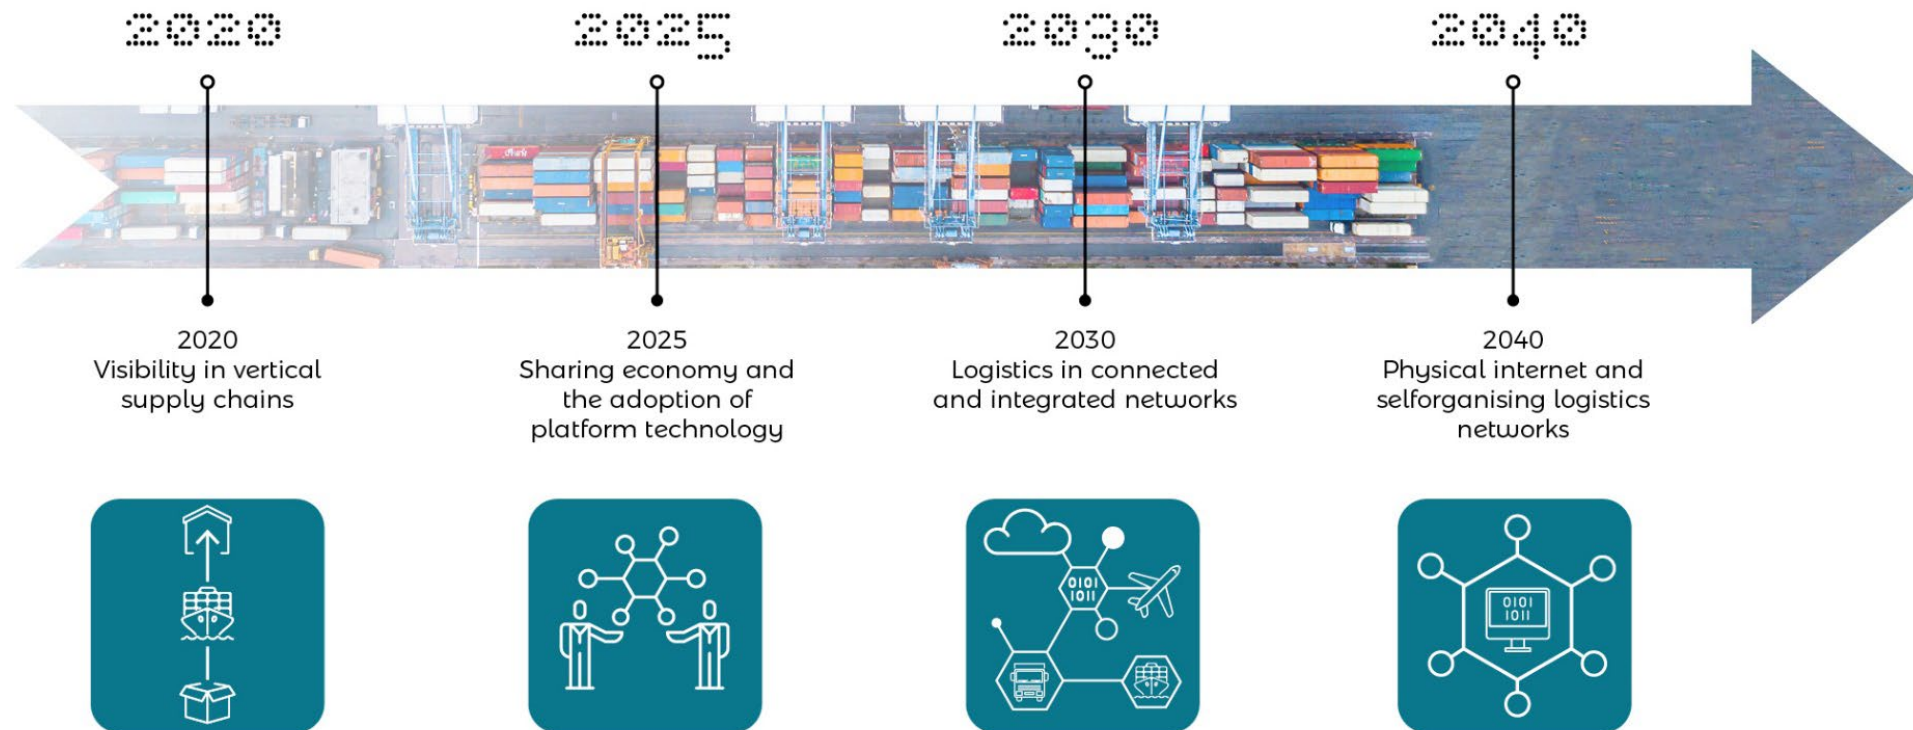 2020
2025
2030
2040
2020
Visibility in vertical
supply chains
2025
Sharing economy and
the adoption of
platform technology
2030
Logistics in connected
and integrated networks
2040
Physical internet and
selforganising logistics
networks
0101
1011
0101
1011